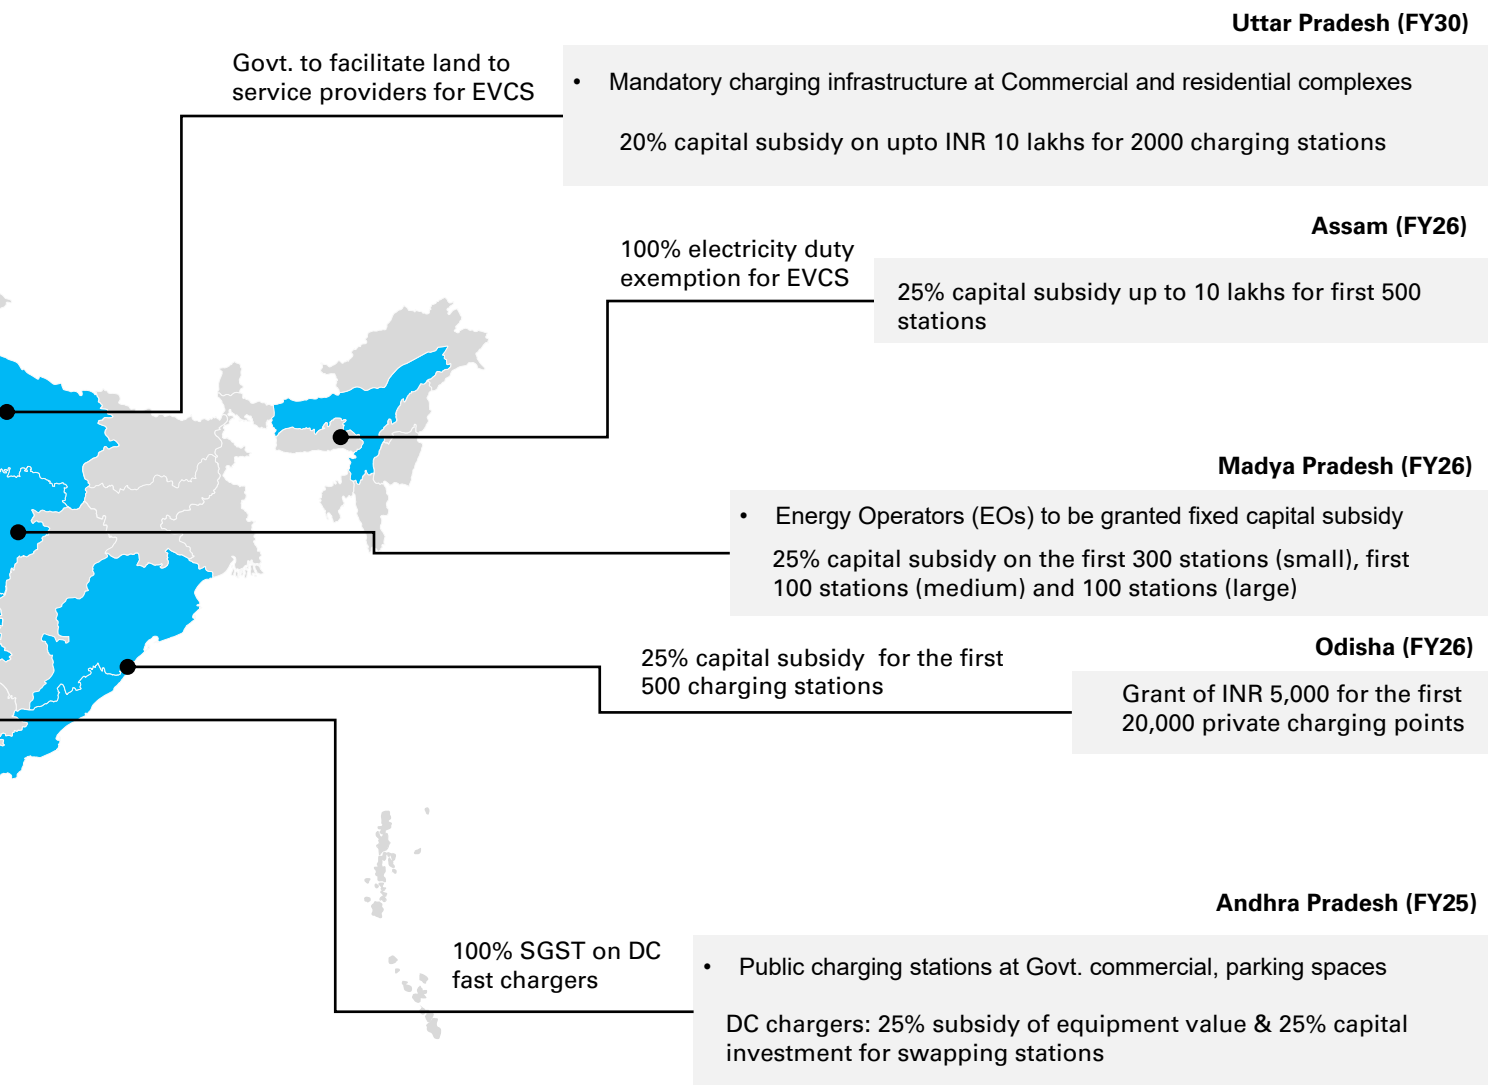 Uttar Pradesh (FY30)
Govt. to facilitate land to
service providers for EVCS
• Mandatory charging infrastructure at Commercial and residential complexes
20% capital subsidy on upto INR 10 lakhs for 2000 charging stations
Assam (FY26)
100% electricity duty
exemption for EVCS
25% capital subsidy up to 10 lakhs for first 500
stations
Madya Pradesh (FY26)
• Energy Operators (EOs) to be granted fixed capital subsidy
25% capital subsidy on the first 300 stations (small), first
100 stations (medium) and 100 stations (large)
Odisha (FY26)
25% capital subsidy for the first
500 charging stations
Grant of INR 5,000 for the first
20,000 private charging points
Andhra Pradesh (FY25)
100% SGST on DC
fast chargers
• Public charging stations at Govt. commercial, parking spaces
DC chargers: 25% subsidy of equipment value & 25% capital
investment for swapping stations